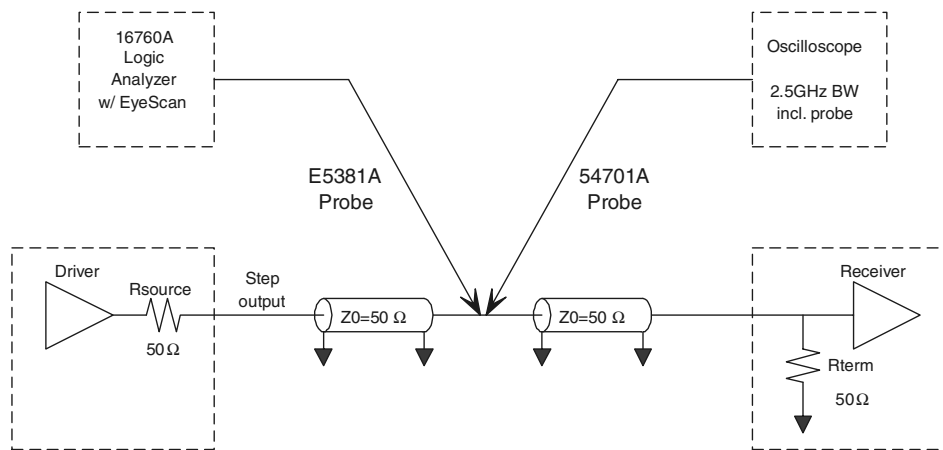 16760A
Logic
Analyzer
w/ EyeScan
Oscilloscope
2.5GHz BW
incl. probe
E5381A
Probe
54701A
Probe
Driver
Rsource
50Ω
Step
output
Z0=50 Ω
Z0=50 Ω
Receiver
Rterm
50Ω